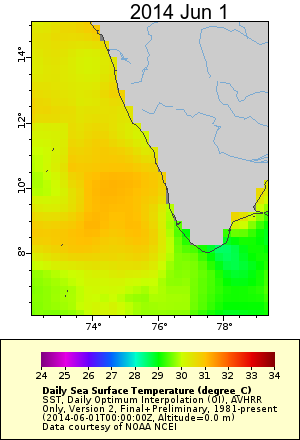 2014 Jun 1
14°
12°
10°
8°
74° 76° 78°
24 25 26 27 28 29 30 31 32 33 34
Daily Sea Surface Temperature (degree_C)
SST, Daily Optimum Interpolation (OI), AVHRR
Only, Version 2, Final+Preliminary, 1981-present
(2014-06-01T00:00:00Z, Altitude=0.0 m)
Data courtesy of NOAA NCEI